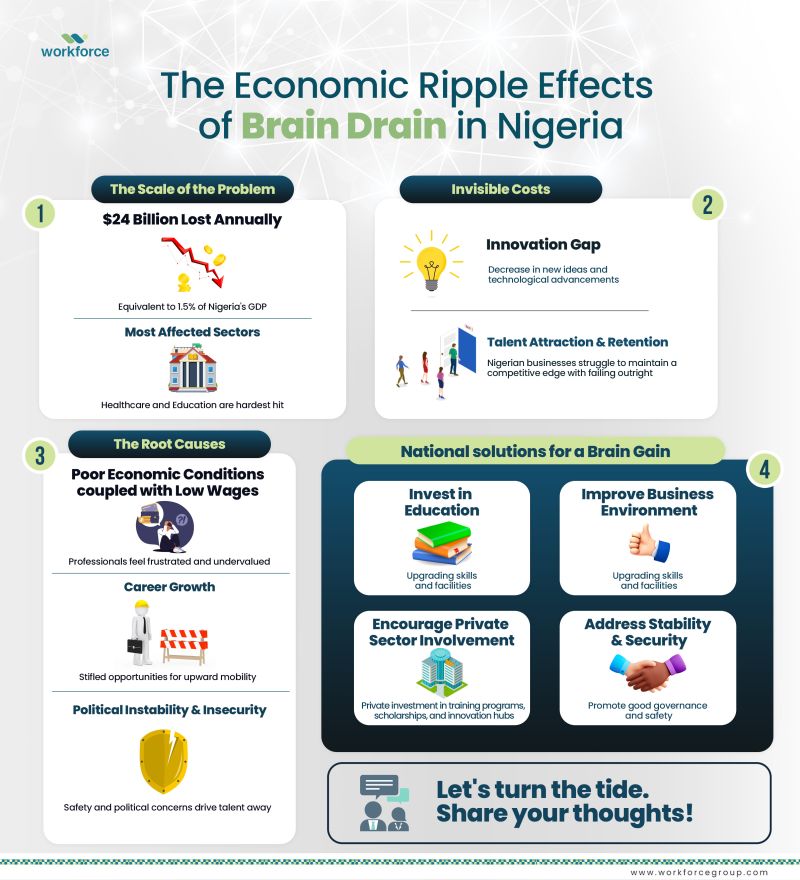 workforce
The Economic Ripple Effects
of Brain Drain in Nigeria
The Scale of the Problem
1
$24 Billion Lost Annually
Equivalent to 1.5% of Nigeria's GDP
Most Affected Sectors
Healthcare and Education are hardest hit
Invisible Costs
2
Innovation Gap
Decrease in new ideas and
technological advancements
Talent Attraction & Retention
Nigerian businesses struggle to maintain a
competitive edge with failing outright
The Root Causes
3
Poor Economic Conditions
coupled with Low Wages
Professionals feel frustrated and undervalued
Career Growth
Stifled opportunities for upward mobility
Political Instability & Insecurity
Safety and political concerns drive talent away
National solutions for a Brain Gain
4
Invest in
Education
Upgrading skills
and facilities
Improve Business
Environment
Upgrading skills
and facilities
Encourage Private
Sector Involvement
Private investment in training programs,
scholarships, and innovation hubs
Address Stability
& Security
Promote good governance
and safety
Let's turn the tide.
Share your thoughts!
www.workforcegroup.com